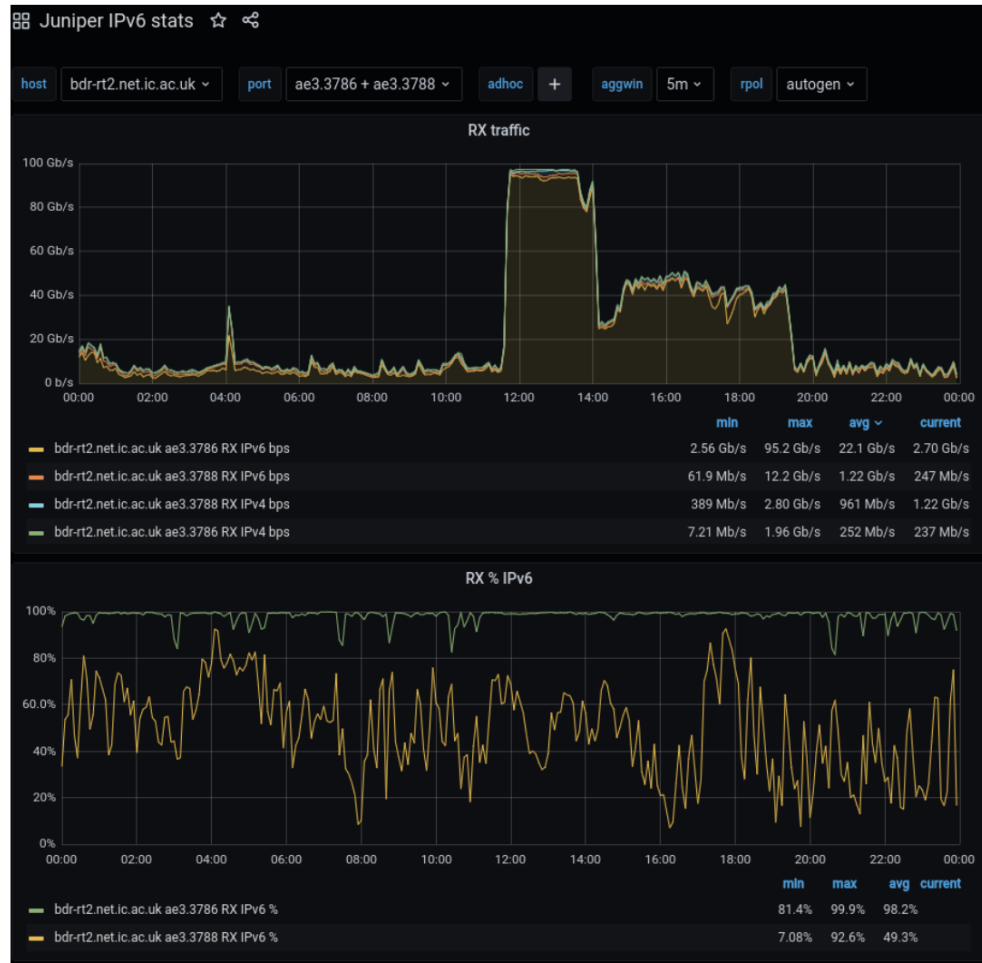 Juniper IPv6 stats
host bdr-rt2.net.ic.ac.uk port ae3.3786 + ae3.3788 adhoc + aggwin 5m rpol autogen
RX traffic
100 Gb/s
80 Gb/s
60 Gb/s
40 Gb/s
20 Gb/s
0 b/s
00:00 02:00 04:00 06:00 08:00 10:00 12:00 14:00 16:00 18:00 20:00 22:00 00:00
min max avg current
bdr-rt2.net.ic.ac.uk ae3.3786 RX IPv6 bps 2.56 Gb/s 95.2 Gb/s 22.1 Gb/s 2.70 Gb/s
bdr-rt2.net.ic.ac.uk ae3.3788 RX IPv6 bps 61.9 Mb/s 12.2 Gb/s 1.22 Gb/s 247 Mb/s
bdr-rt2.net.ic.ac.uk ae3.3788 RX IPv4 bps 389 Mb/s 2.80 Gb/s 961 Mb/s 1.22 Gb/s
bdr-rt2.net.ic.ac.uk ae3.3786 RX IPv4 bps 7.21 Mb/s 1.96 Gb/s 252 Mb/s 237 Mb/s
RX % IPv6
100%
80%
60.0%
40%
20%
0%
00:00 02:00 04:00 06:00 08:00 10:00 12:00 14:00 16:00 18:00 20:00 22:00 00:00
min max avg current
bdr-rt2.net.ic.ac.uk ae3.3786 RX IPv6 % 81.4% 99.9% 98.2%
bdr-rt2.net.ic.ac.uk ae3.3788 RX IPv6 % 7.08% 92.6% 49.3%